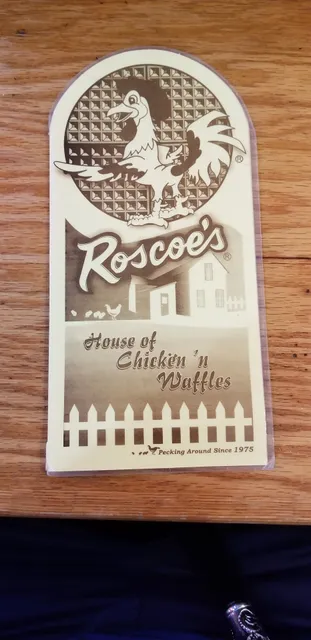 ®
Roscoe's®
House of
Chicken 'n
Waffles
Pecking Around Since 1975